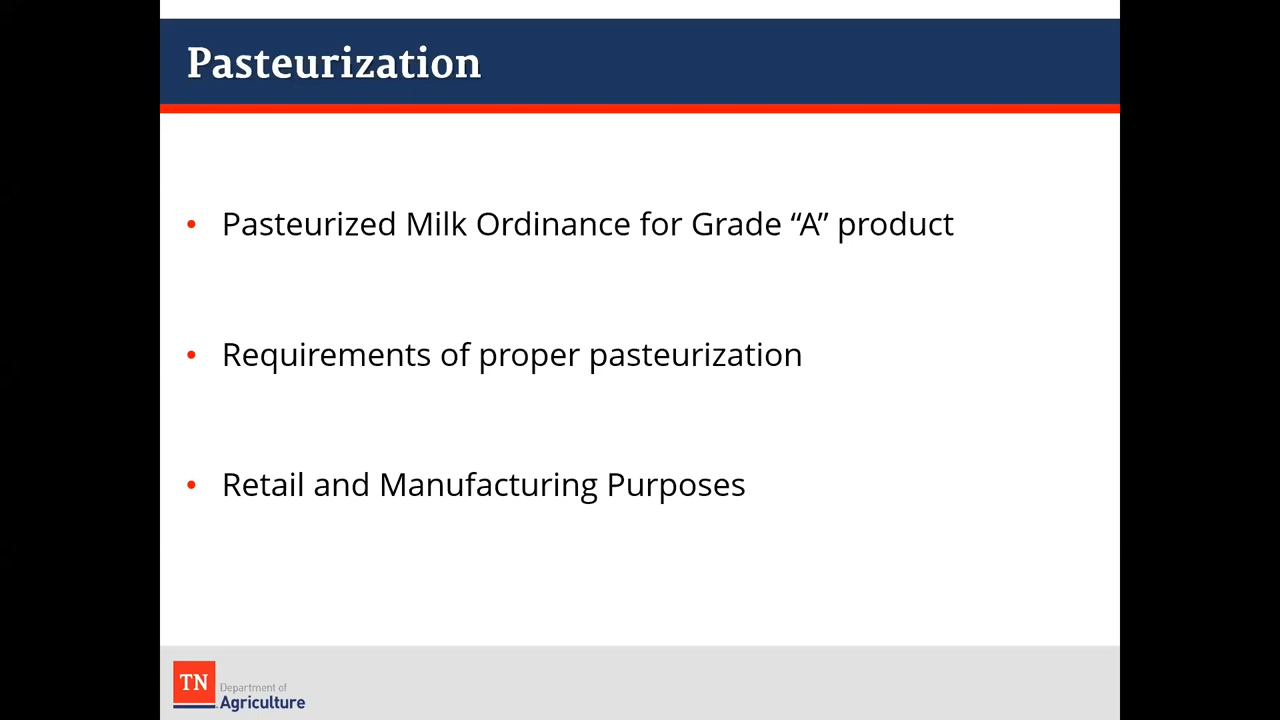 Pasteurization
• Pasteurized Milk Ordinance for Grade “A” product
• Requirements of proper pasteurization
• Retail and Manufacturing Purposes
TN
Department of
Agriculture